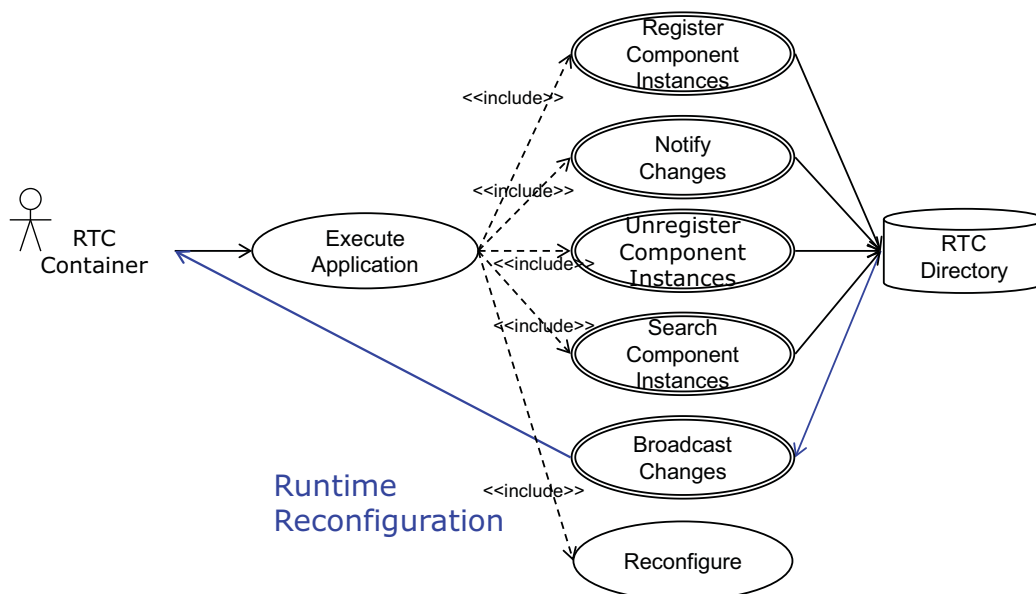 Register
Component
Instances
<<include>>
Notify
Changes
<<include>>
RTC
Container
Execute
Application
Unregister
Component
Instances
<<include>>
RTC
Directory
Search
Component
Instances
<<include>>
Broadcast
Changes
Runtime
Reconfiguration
<<include>>
Reconfigure